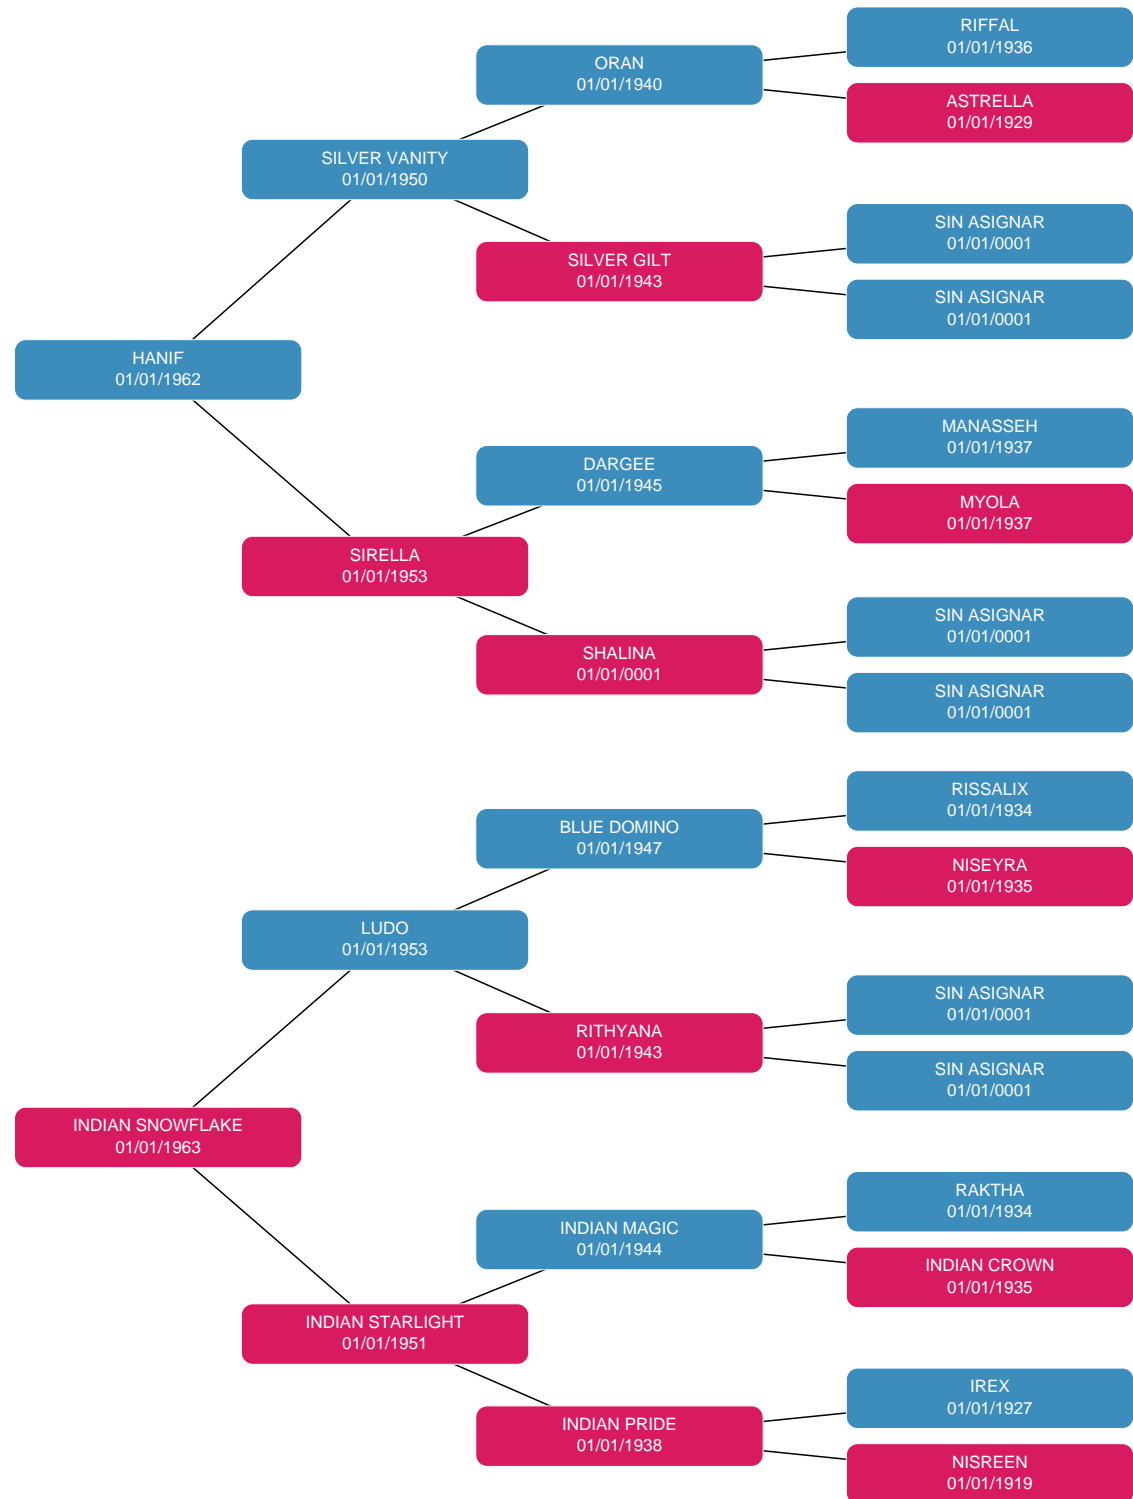 RIFFAL
01/01/1936
ORAN
01/01/1940
ASTRELLA
01/01/1929
SILVER VANITY
01/01/1950
SIN ASIGNAR
01/01/0001
SILVER GILT
01/01/1943
SIN ASIGNAR
01/01/0001
HANIF
01/01/1962
MANASSEH
01/01/1937
DARGEE
01/01/1945
MYOLA
01/01/1937
SIRELLA
01/01/1953
SIN ASIGNAR
01/01/0001
SHALINA
01/01/0001
SIN ASIGNAR
01/01/0001
RISSALIX
01/01/1934
BLUE DOMINO
01/01/1947
NISEYRA
01/01/1935
LUDO
01/01/1953
SIN ASIGNAR
01/01/0001
RITHYANA
01/01/1943
SIN ASIGNAR
01/01/0001
INDIAN SNOWFLAKE
01/01/1963
RAKTHA
01/01/1934
INDIAN MAGIC
01/01/1944
INDIAN CROWN
01/01/1935
INDIAN STARLIGHT
01/01/1951
IREX
01/01/1927
INDIAN PRIDE
01/01/1938
NISREEN
01/01/1919